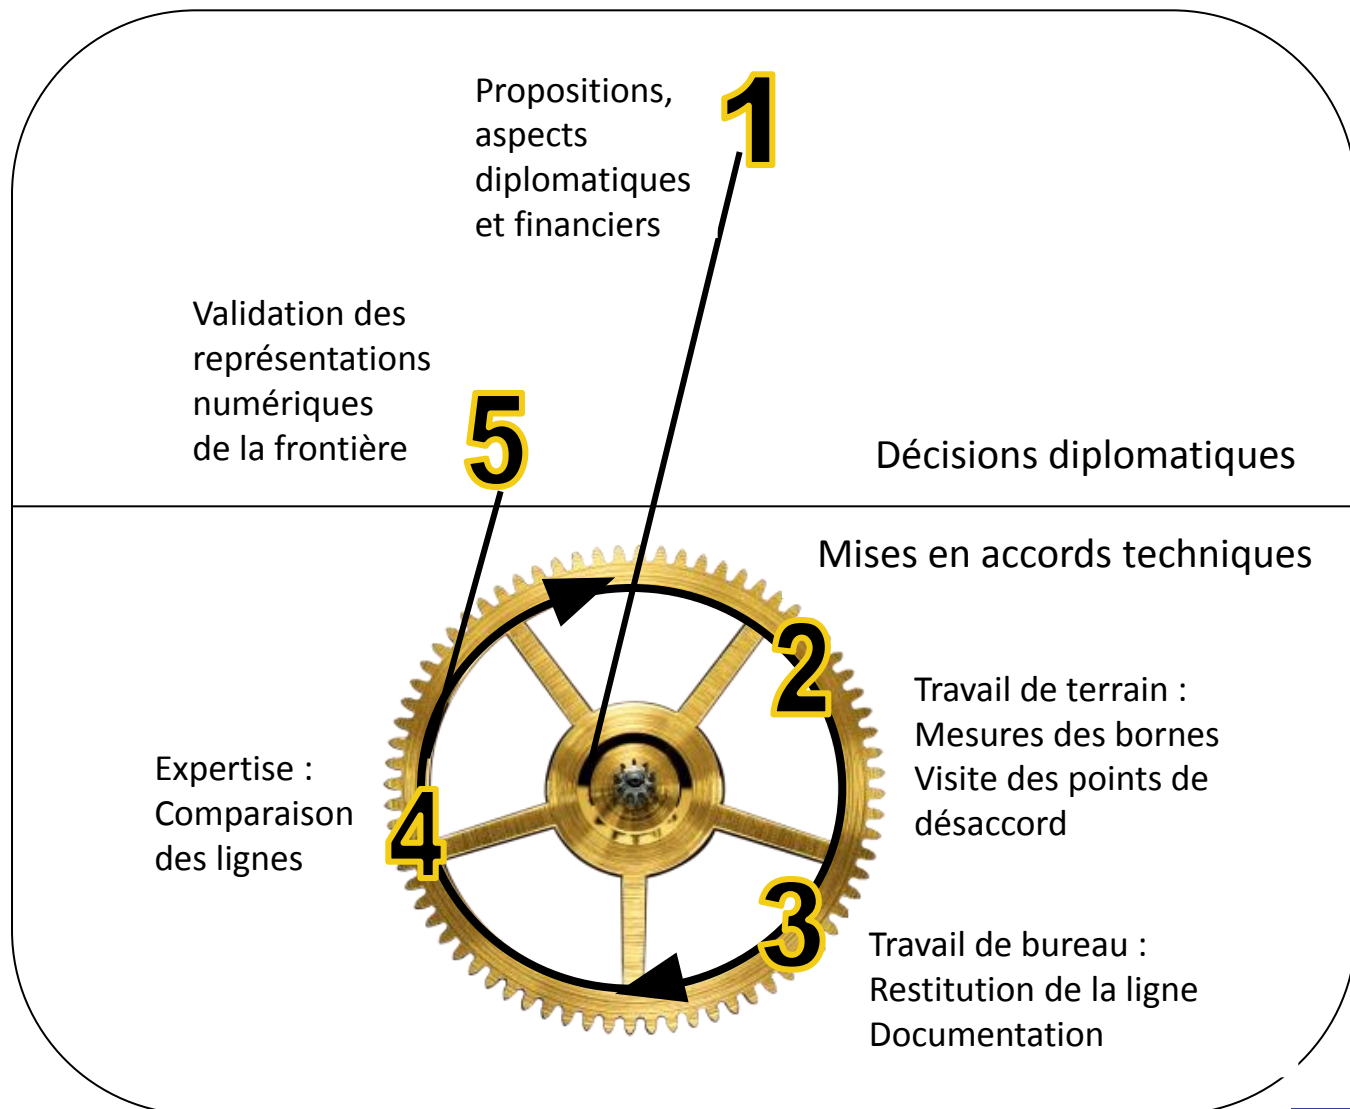 Propositions,
aspects
diplomatiques
et financiers
1
Validation des
représentations
numériques
de la frontière
5
Décisions diplomatiques
Mises en accords techniques
2
Travail de terrain :
Mesures des bornes
Visite des points de
désaccord
Expertise :
Comparaison
des lignes
4
3
Travail de bureau :
Restitution de la ligne
Documentation